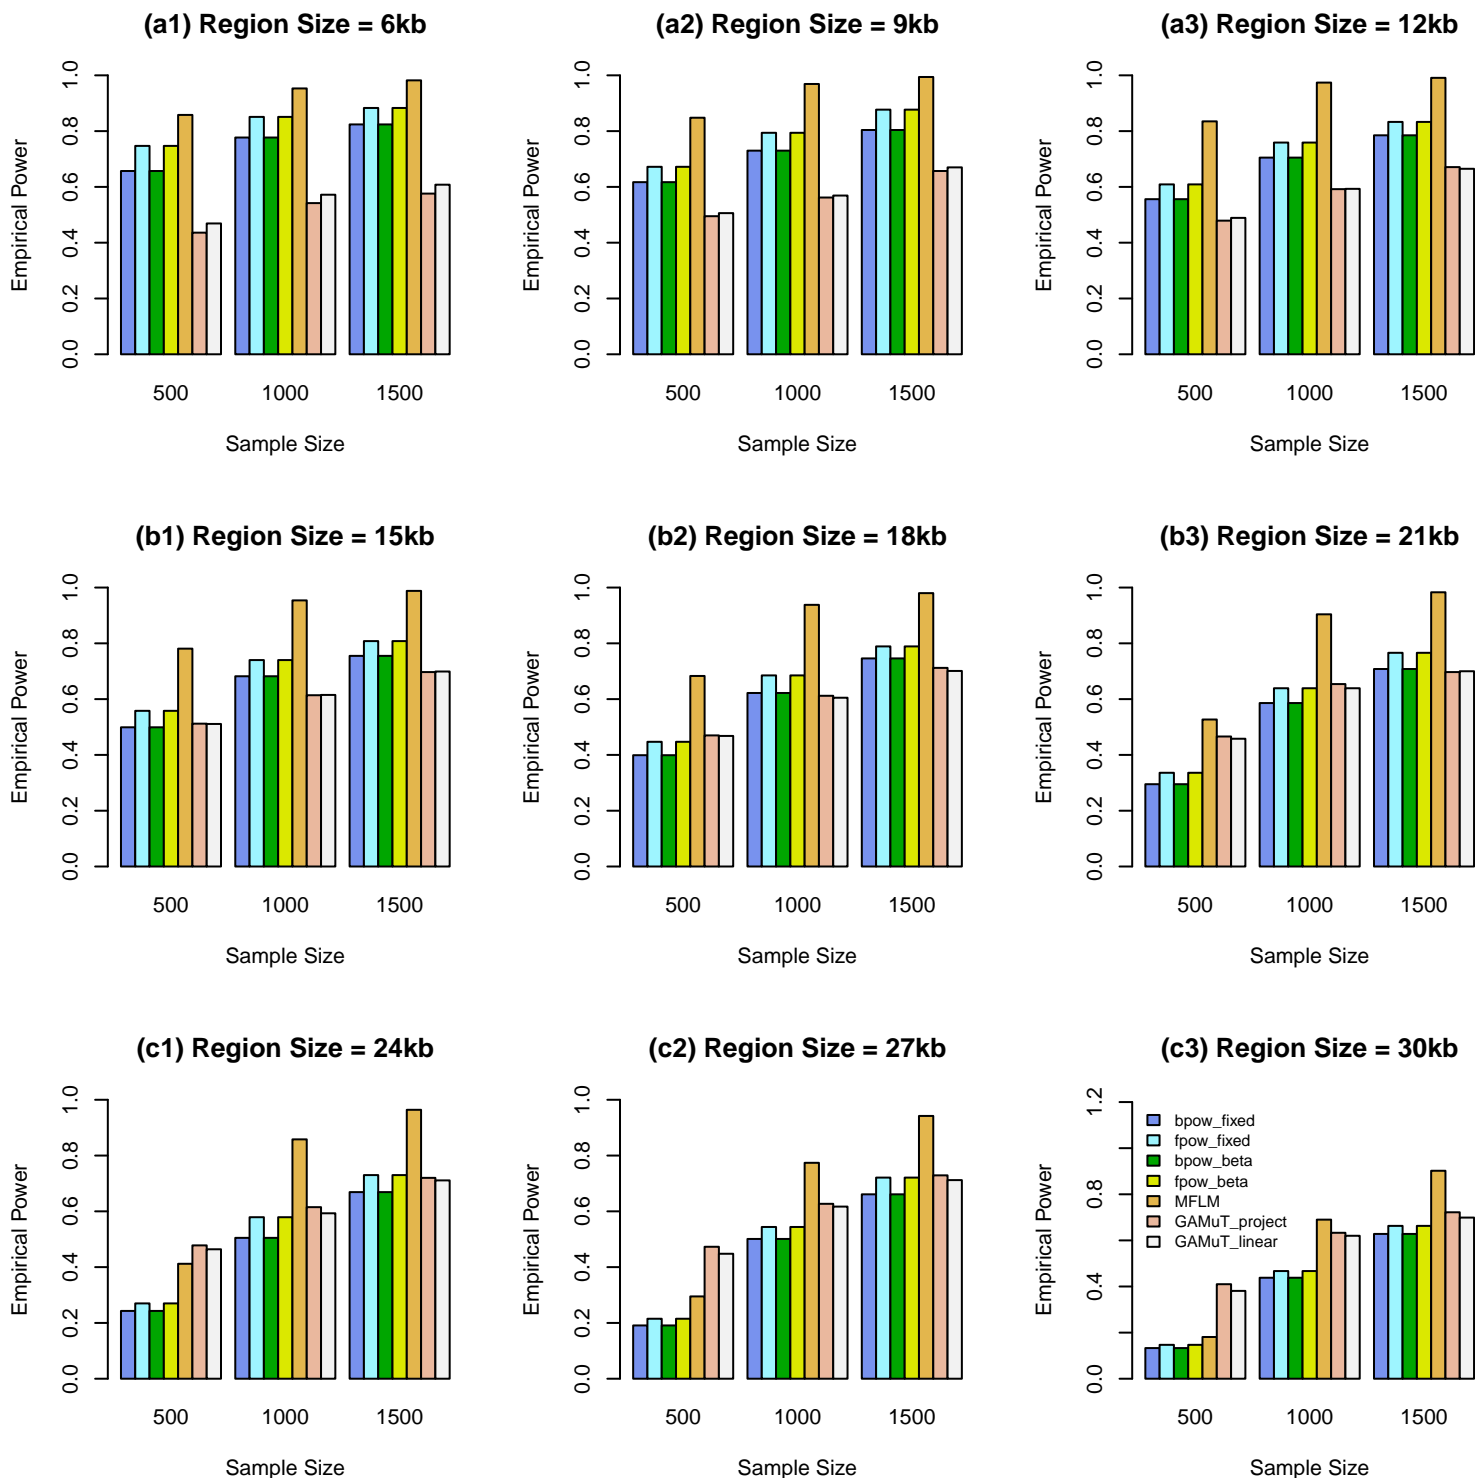 (a1) Region Size = 6kb
Empirical Power
0.0 0.2 0.4 0.6 0.8 1.0
500 1000 1500
Sample Size
(a2) Region Size = 9kb
Empirical Power
0.0 0.2 0.4 0.6 0.8 1.0
500 1000 1500
Sample Size
(a3) Region Size = 12kb
Empirical Power
0.0 0.2 0.4 0.6 0.8 1.0
500 1000 1500
Sample Size
(b1) Region Size = 15kb
Empirical Power
0.0 0.2 0.4 0.6 0.8 1.0
500 1000 1500
Sample Size
(b2) Region Size = 18kb
Empirical Power
0.0 0.2 0.4 0.6 0.8 1.0
500 1000 1500
Sample Size
(b3) Region Size = 21kb
Empirical Power
0.0 0.2 0.4 0.6 0.8 1.0
500 1000 1500
Sample Size
(c1) Region Size = 24kb
Empirical Power
0.0 0.2 0.4 0.6 0.8 1.0
500 1000 1500
Sample Size
(c2) Region Size = 27kb
Empirical Power
0.0 0.2 0.4 0.6 0.8 1.0
500 1000 1500
Sample Size
(c3) Region Size = 30kb
Empirical Power
0.0 0.4 0.8 1.2
bpow_fixed
fpow_fixed
bpow_beta
fpow_beta
MFLM
GAMuT_project
GAMuT_linear
500 1000 1500
Sample Size